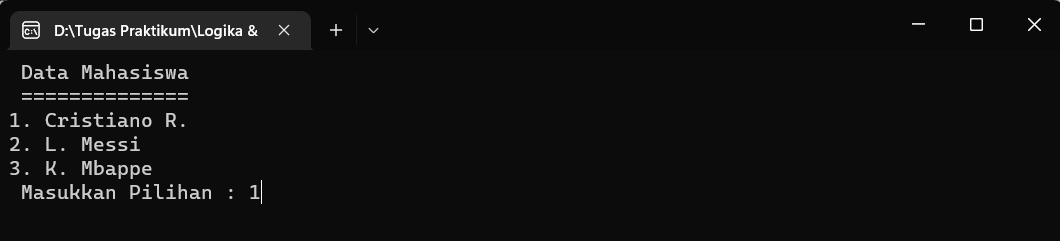 D:\Tugas Praktikum\Logika &
Data Mahasiswa
==============
1. Cristiano R.
2. L. Messi
3. K. Mbappe
Masukkan Pilihan : 1